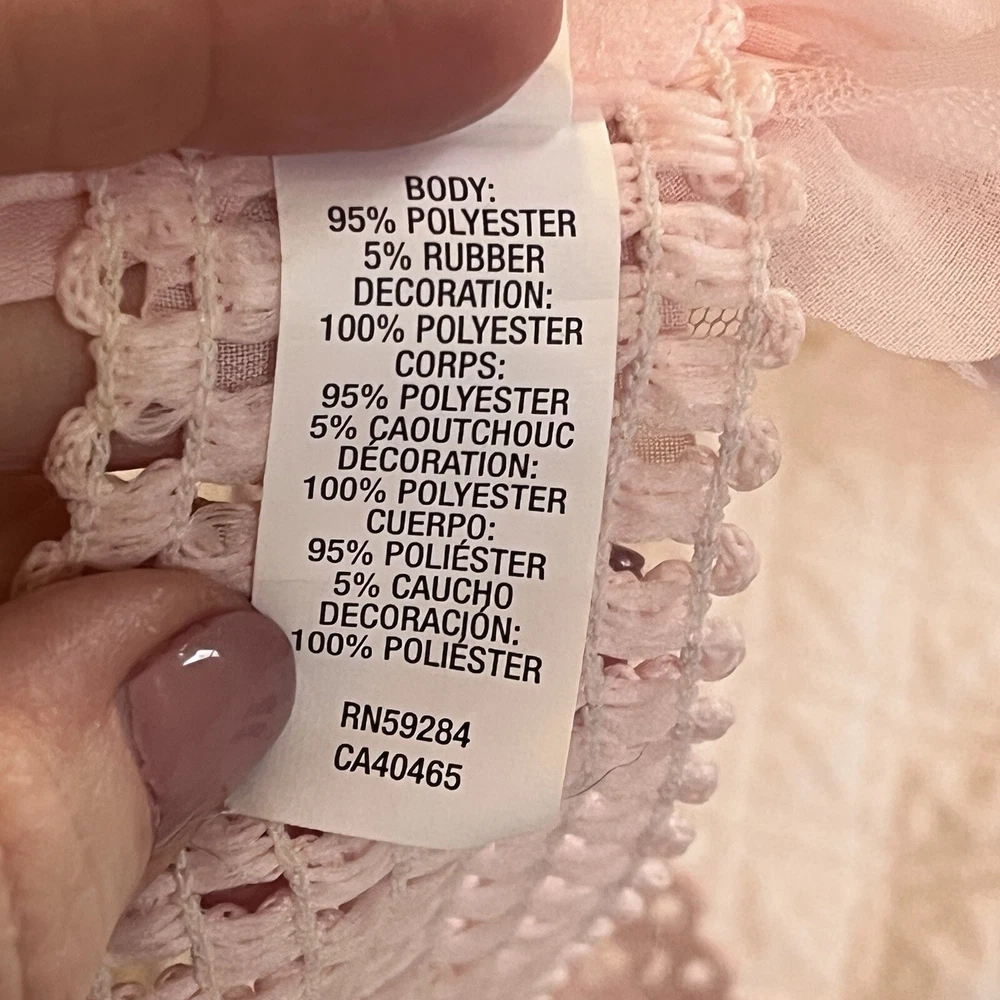 BODY:
95% POLYESTER
5% RUBBER
DECORATION:
100% POLYESTER
CORPS:
95% POLYESTER
5% CAOUTCHOUC
DÉCORATION:
100% POLYESTER
CUERPO:
95% POLIÉSTER
5% CAUCHO
DECORACIÓN:
100% POLIÉSTER
RN59284
CA40465